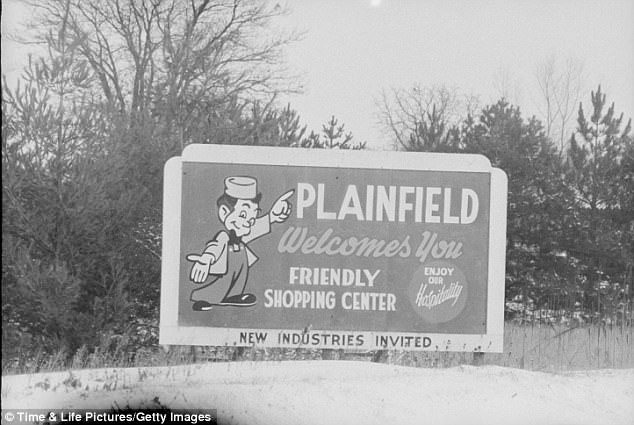 PLAINFIELD
Welcomes You
FRIENDLY
SHOPPING CENTER
ENJOY
OUR
Hospitality
NEW INDUSTRIES INVITED
© Time & Life Pictures/Getty Images